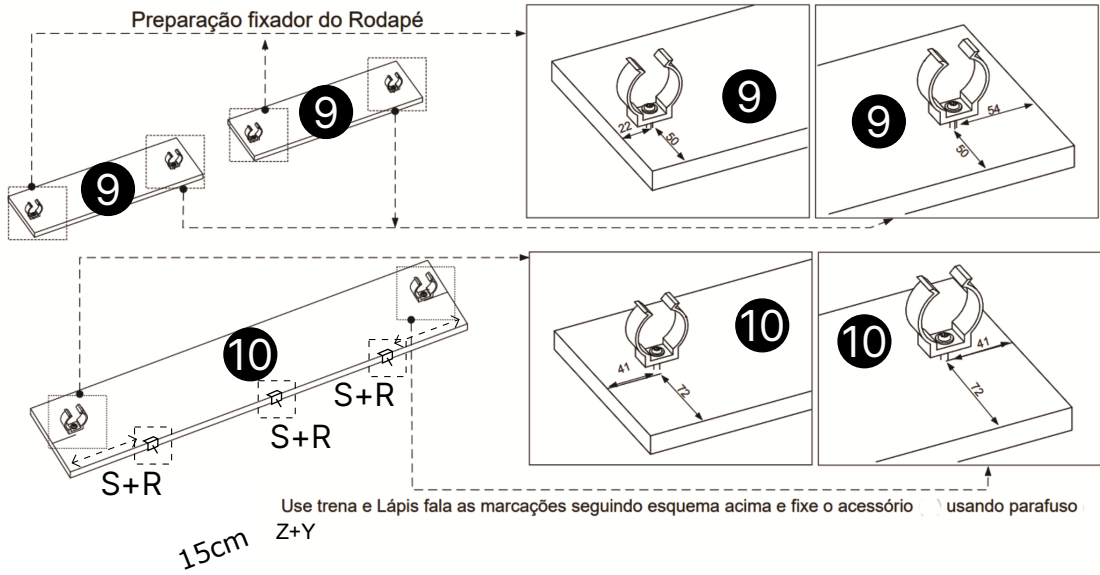 Preparação fixador do Rodapé
9
9
9
22
50
9
54
50
10
S+R
S+R
S+R
10
41
72
10
41
72
Use trena e Lápis fala as marcações seguindo esquema acima e fixe o acessório usando parafuso
Z+Y
15cm